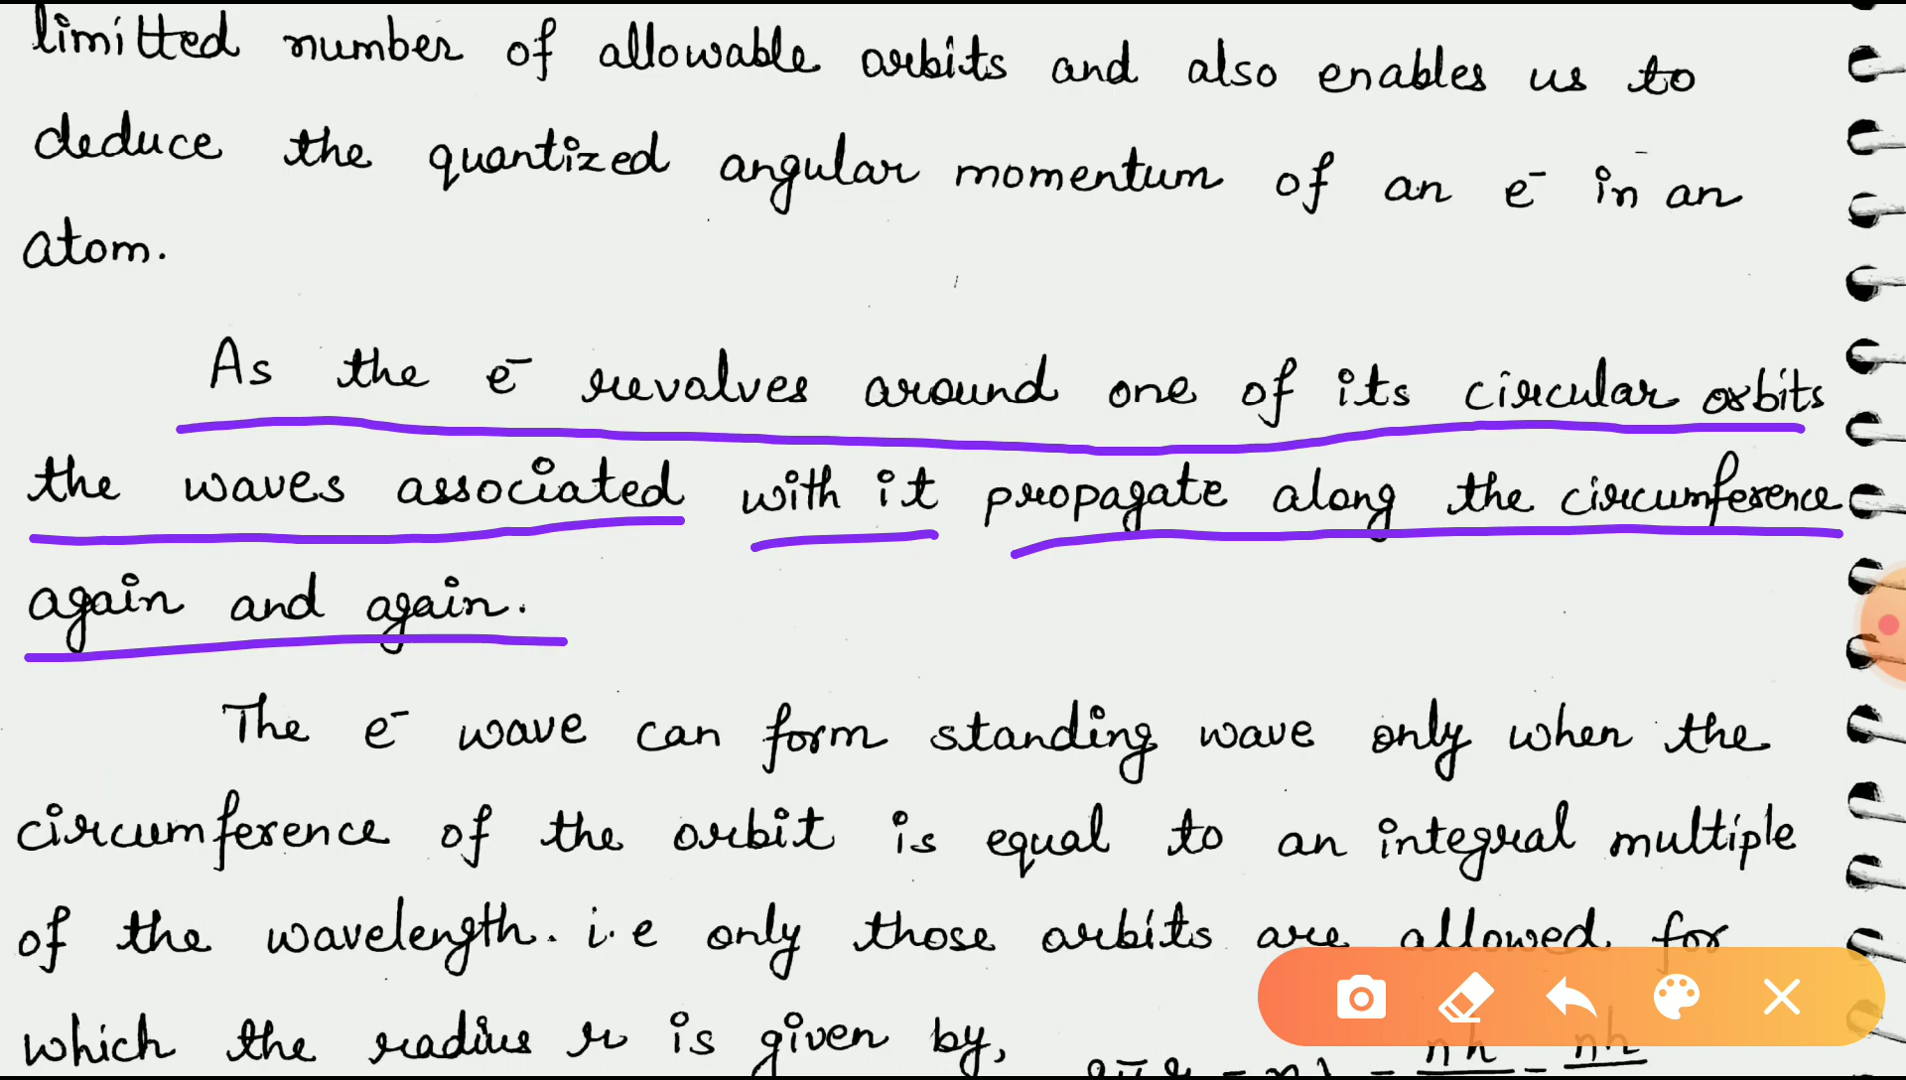 limitted number of allowable orbits and also enables us to
deduce the quantized angular momentum of an e⁻ in an
atom.
As the e⁻ revolves around one of its circular orbits
the waves associated with it propagate along the circumference
again and again.
The e⁻ wave can form standing wave only when the
circumference of the orbit is equal to an integral multiple
of the wavelength. i.e only those orbits are allowed for
which the radius r is given by,